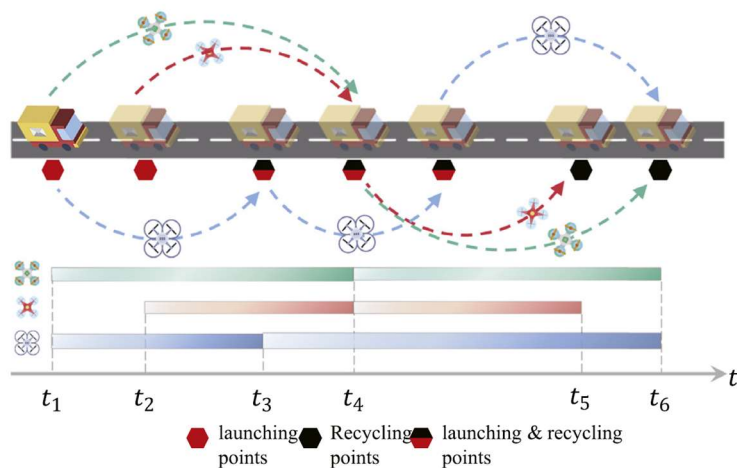 t
t1 t2 t3 t4 t5 t6
launching points
Recycling points
launching & recycling points